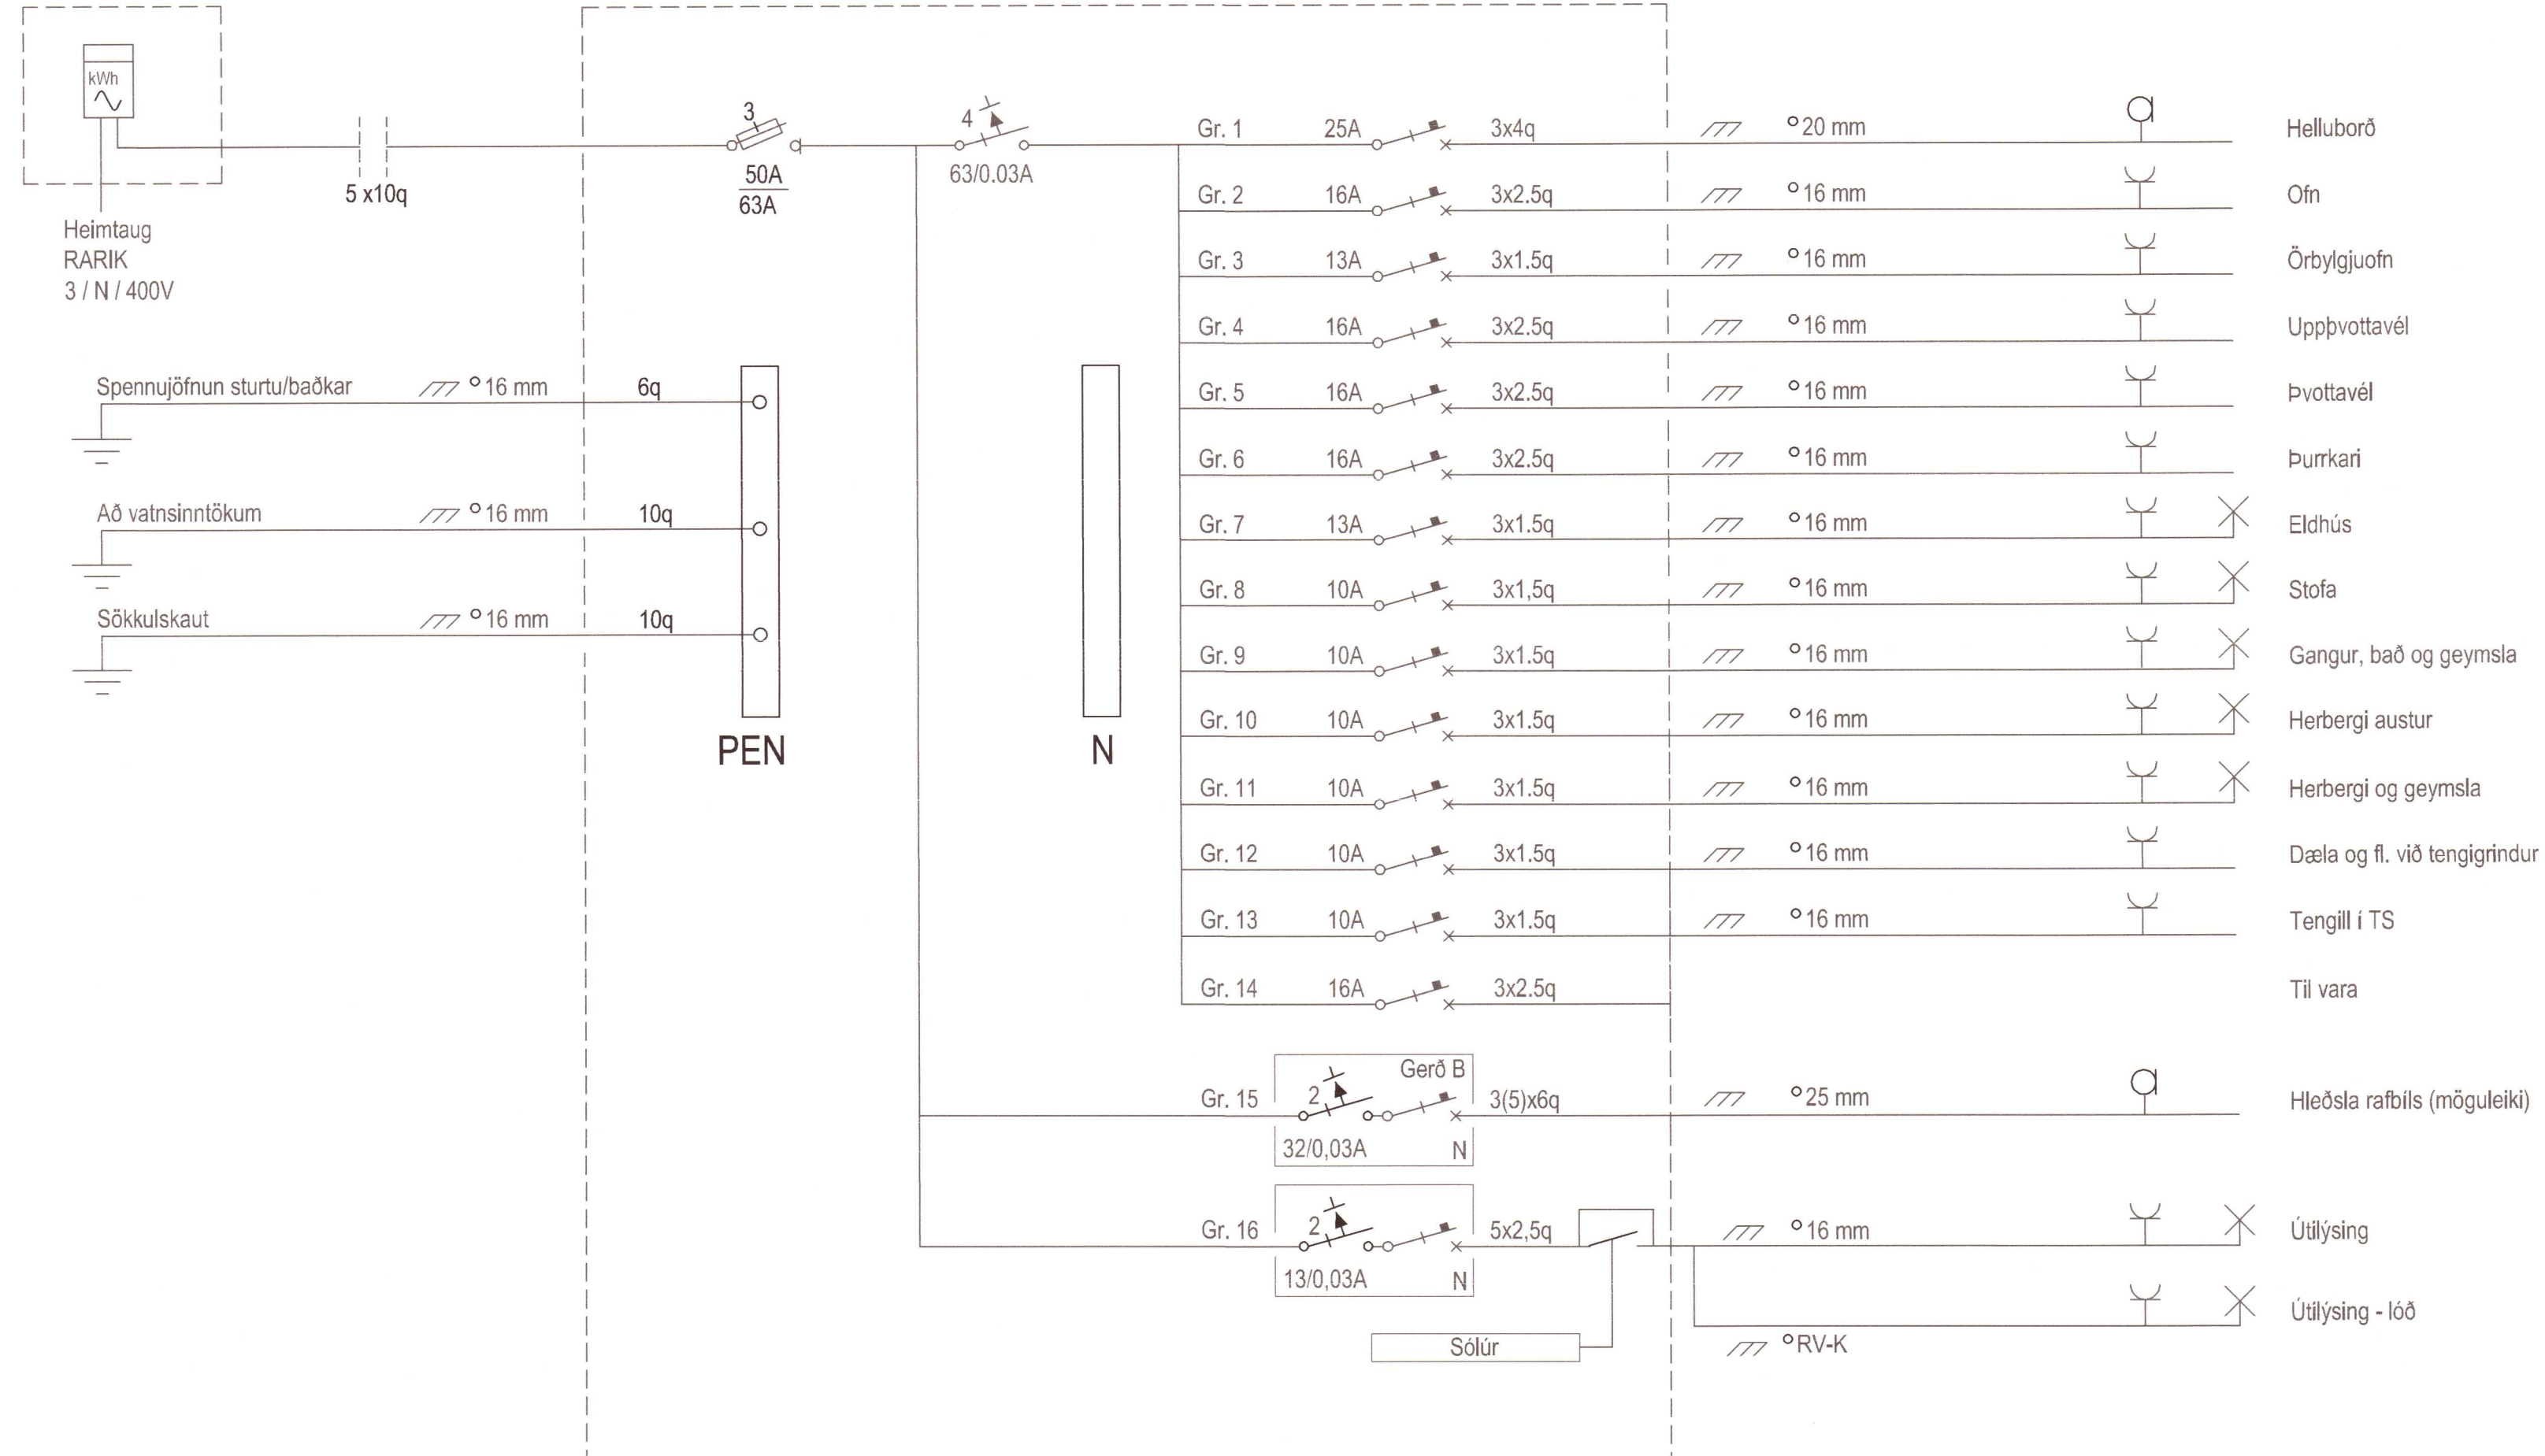 kWh
5 x10q
Heimtaug
RARIK
3 / N / 400V
3
50A
63A
4
63/0.03A
Spennujöfnun sturtu/baðkar 16 mm 6q
Að vatnsinntökum 16 mm 10q
Sökkulskaut 16 mm 10q
PEN
N
Gr. 1 25A 3x4q 20 mm Helluborð
Gr. 2 16A 3x2.5q 16 mm Ofn
Gr. 3 13A 3x1.5q 16 mm Örbylgjuofn
Gr. 4 16A 3x2.5q 16 mm Uppþvottavél
Gr. 5 16A 3x2.5q 16 mm Þvottavél
Gr. 6 16A 3x2.5q 16 mm Þurrkari
Gr. 7 13A 3x1.5q 16 mm Eldhús
Gr. 8 10A 3x1,5q 16 mm Stofa
Gr. 9 10A 3x1.5q 16 mm Gangur, bað og geymsla
Gr. 10 10A 3x1.5q 16 mm Herbergi austur
Gr. 11 10A 3x1.5q 16 mm Herbergi og geymsla
Gr. 12 10A 3x1.5q 16 mm Dæla og fl. við tengigrindur
Gr. 13 10A 3x1.5q 16 mm Tengill í TS
Gr. 14 16A 3x2.5q Til vara
Gerð B
Gr. 15 2 3(5)x6q 25 mm Hleðsla rafbíls (möguleiki)
32/0,03A N
Gr. 16 2 5x2,5q 16 mm Útilýsing
13/0,03A N
Útilýsing - lóð
Sólúr
RV-K